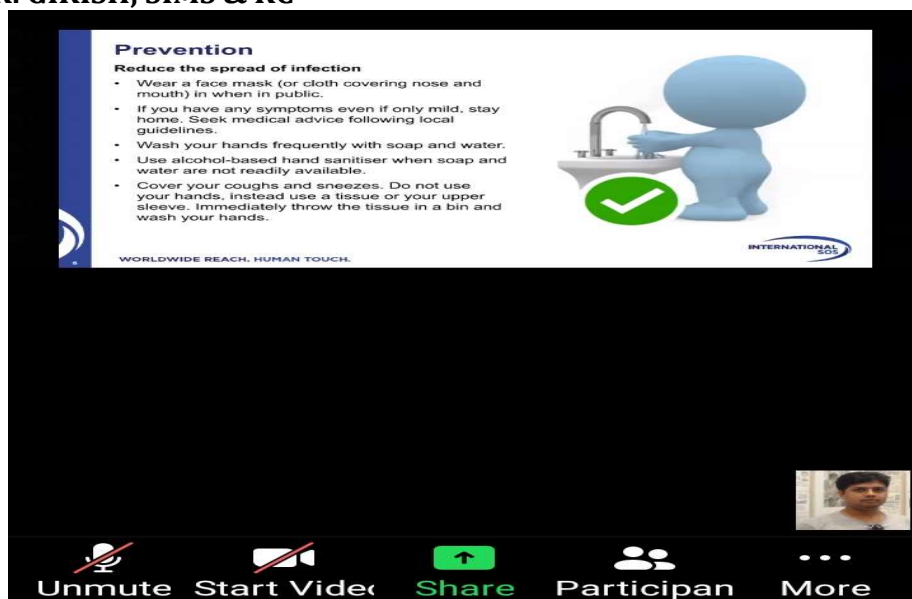 Prevention
Reduce the spread of infection
• Wear a face mask (or cloth covering nose and
mouth) in when in public.
• If you have any symptoms even if only mild, stay
home. Seek medical advice following local
guidelines.
• Wash your hands frequently with soap and water.
• Use alcohol-based hand sanitiser when soap and
water are not readily available.
• Cover your coughs and sneezes. Do not use
your hands, instead use a tissue or your upper
sleeve. Immediately throw the tissue in a bin and
wash your hands.
WORLDWIDE REACH. HUMAN TOUCH.
INTERNATIONAL
SOS
Unmute Start Video Share Participan More